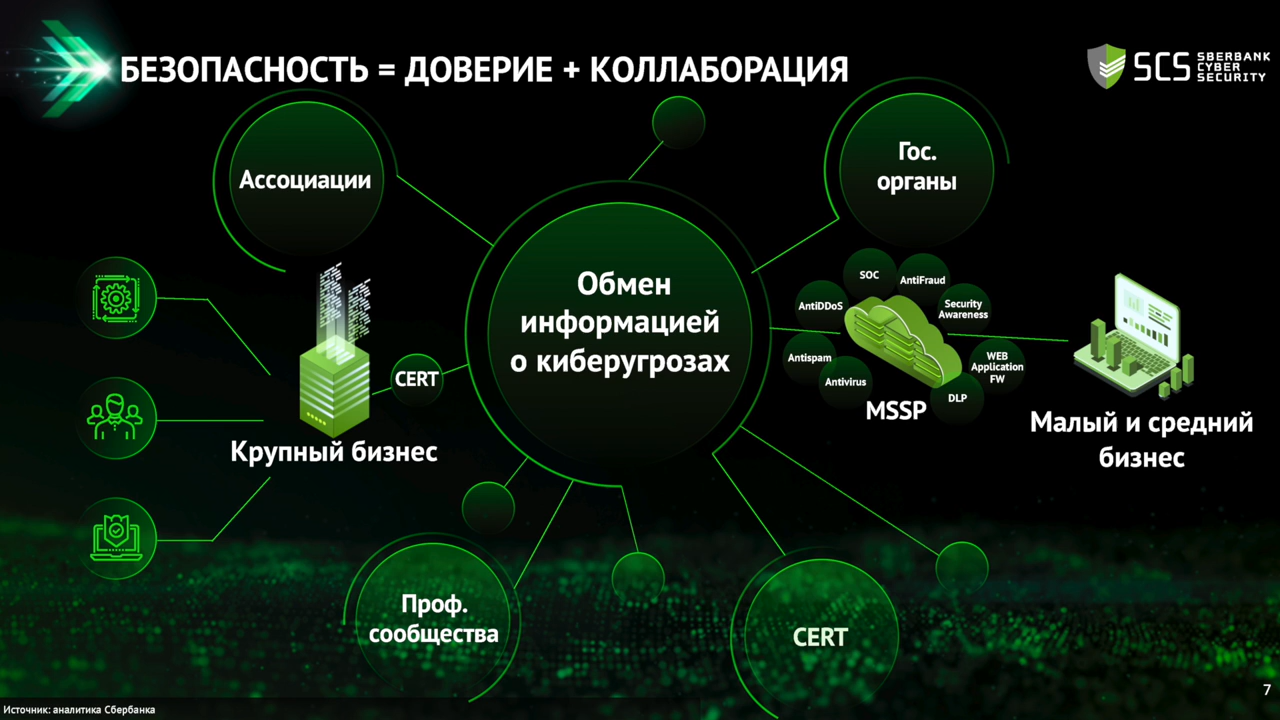 БЕЗОПАСНОСТЬ = ДОВЕРИЕ + КОЛЛАБОРАЦИЯ
SCS
SBERBANK
CYBER
SECURITY
Ассоциации
Гос.
органы
Обмен
информацией
о киберугрозах
SOC
AntiFraud
AntiDDoS
Security
Awareness
Antispam
WEB
Application
FW
Antivirus
DLP
MSSP
CERT
Крупный бизнес
Малый и средний
бизнес
Проф.
сообщества
CERT
7
Источник: аналитика Сбербанка